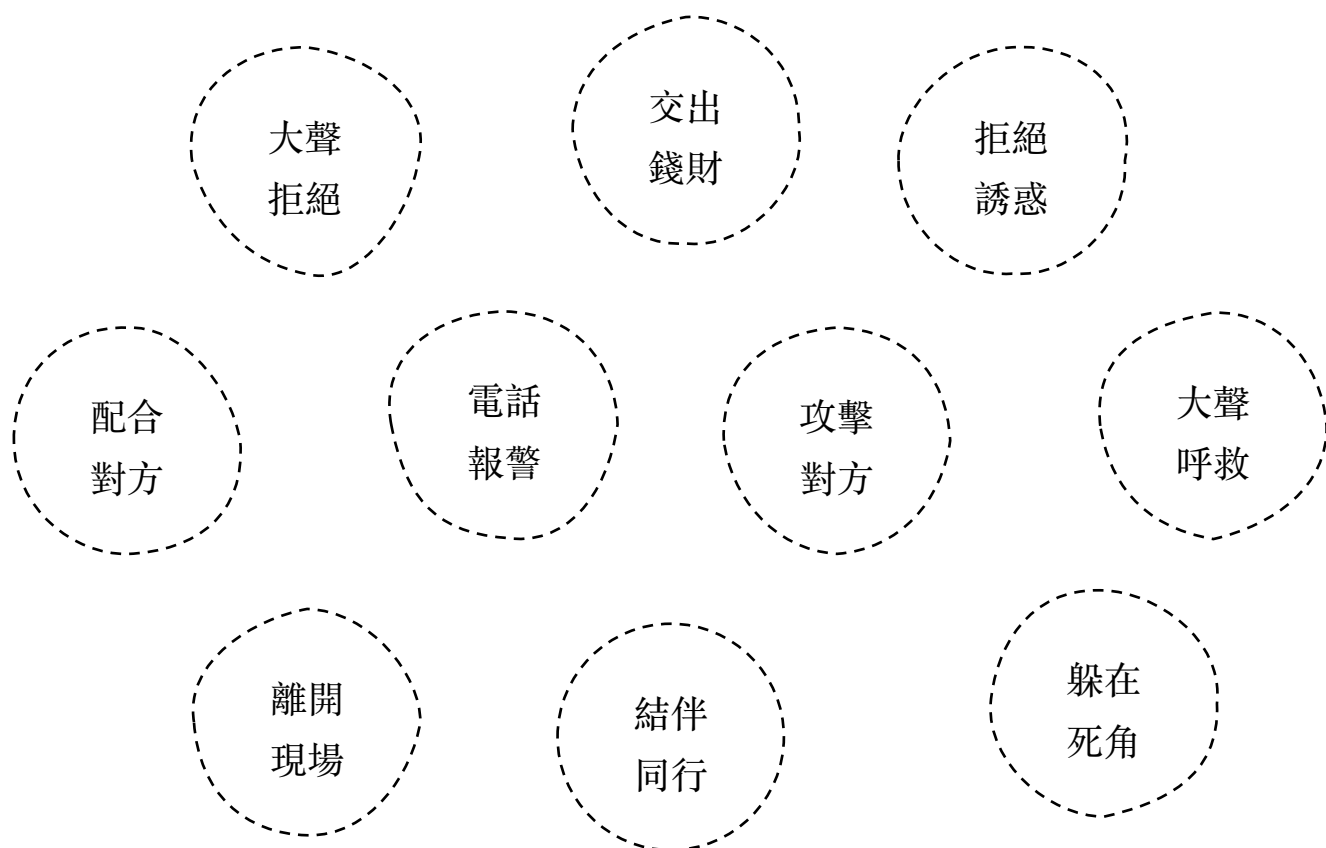 大聲
拒絕
交出
錢財
拒絕
誘惑
配合
對方
電話
報警
攻擊
對方
大聲
呼救
離開
現場
結伴
同行
躲在
死角